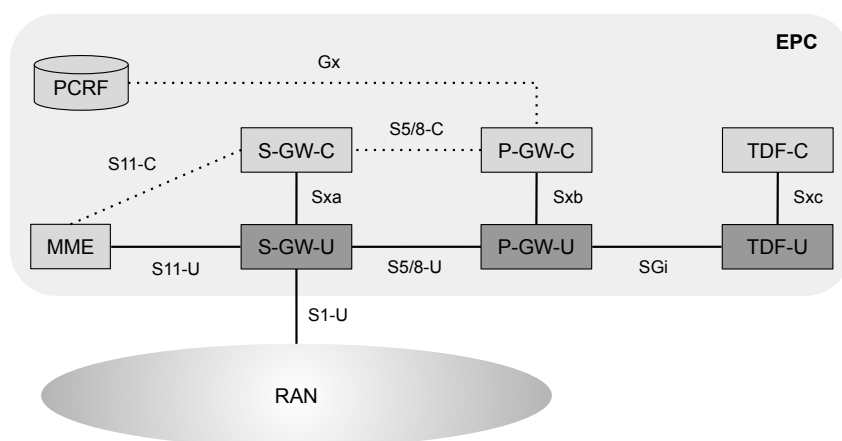 EPC
Gx
PCRF
S5/8-C
S-GW-C
P-GW-C
TDF-C
S11-C
Sxa
Sxb
Sxc
MME
S-GW-U
P-GW-U
TDF-U
S11-U
S5/8-U
SGi
S1-U
RAN